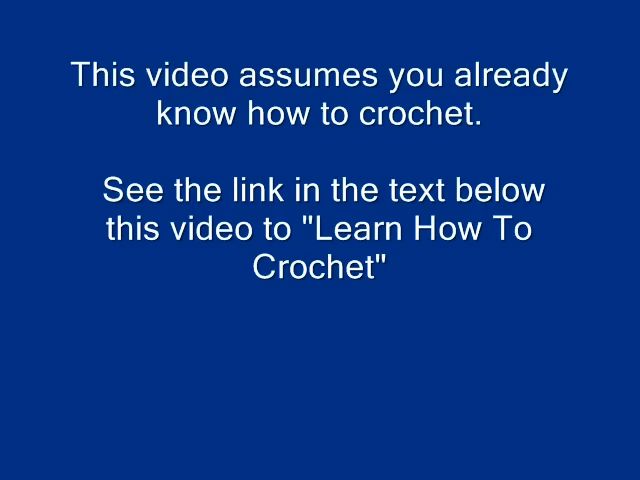 This video assumes you already
know how to crochet.
See the link in the text below
this video to "Learn How To
Crochet"